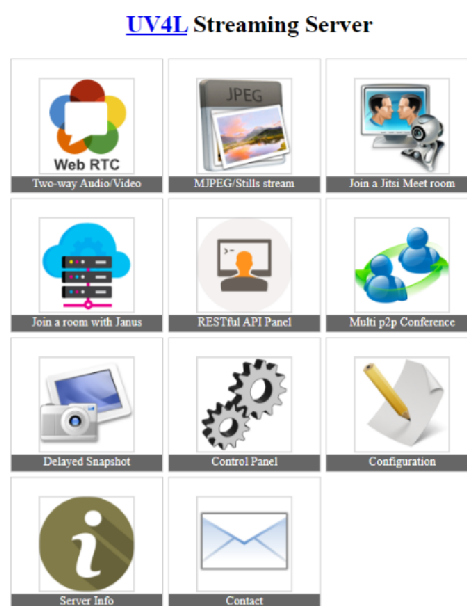 UV4L Streaming Server
JPEG
Web RTC
Two-way Audio/Video
MJPEG/Stills stream
Join a Jitsi Meet room
>-
Join a room with Janus
RESTful API Panel
Multi p2p Conference
Delayed Snapshot
Control Panel
Configuration
i
Server Info
Contact